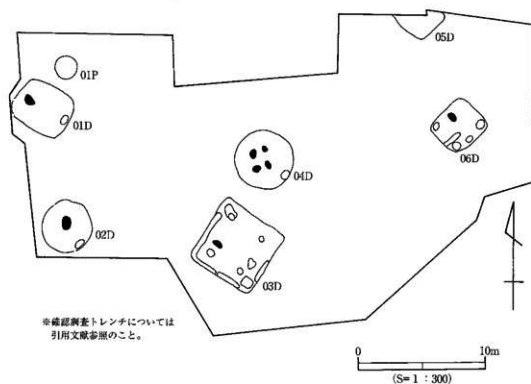 05D
01P
01D
06D
04D
02D
03D
※確認調査トレンチについては
引用文献参照のこと。
0 10m
(S=1:300)